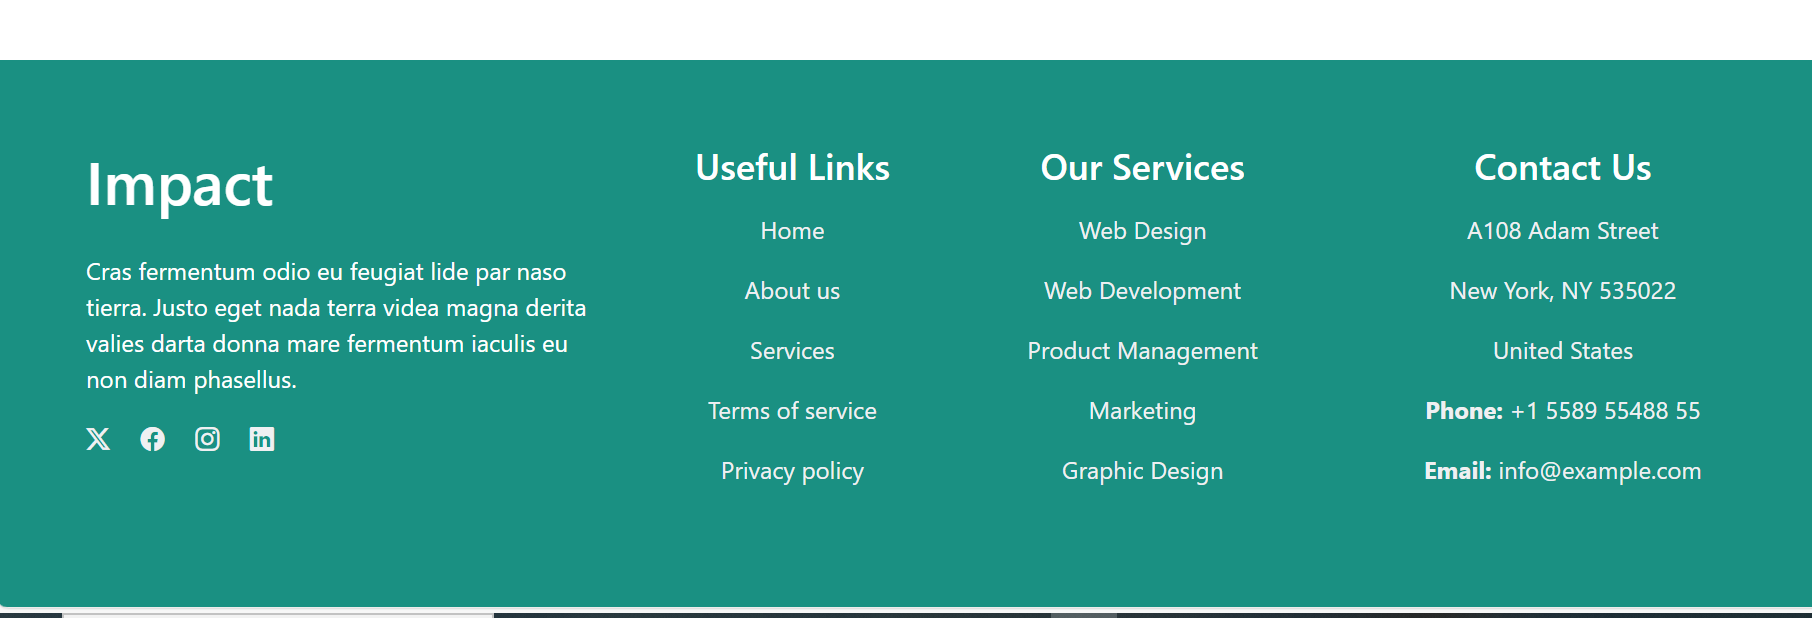 Impact
Cras fermentum odio eu feugiat lide par naso
tierra. Justo eget nada terra videa magna derita
valies darta donna mare fermentum iaculis eu
non diam phasellus.
Useful Links
Home
About us
Services
Terms of service
Privacy policy
Our Services
Web Design
Web Development
Product Management
Marketing
Graphic Design
Contact Us
A108 Adam Street
New York, NY 535022
United States
Phone: +1 5589 55488 55
Email: info@example.com